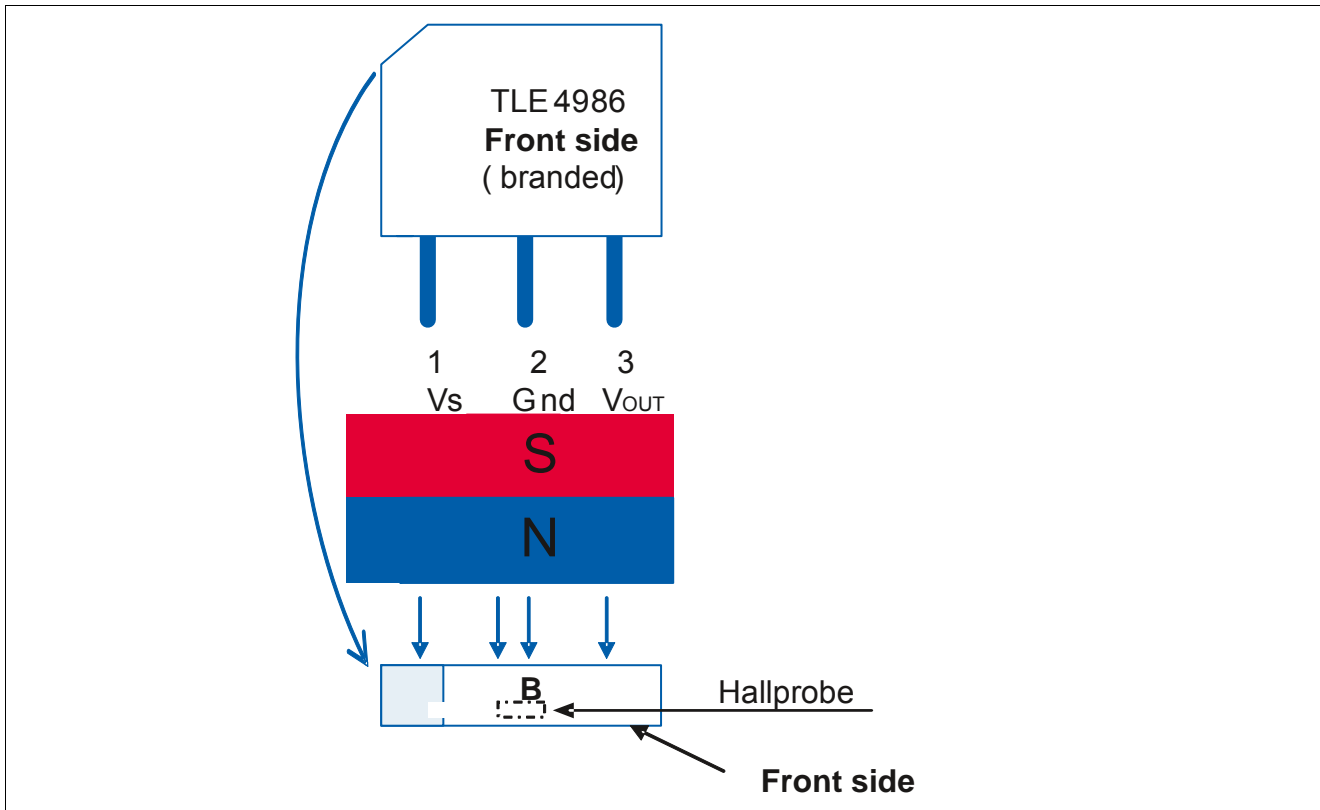 TLE 4986
Front side
( branded)
1 2 3
Vs Gnd VOUT
S
N
B
Hallprobe
Front side